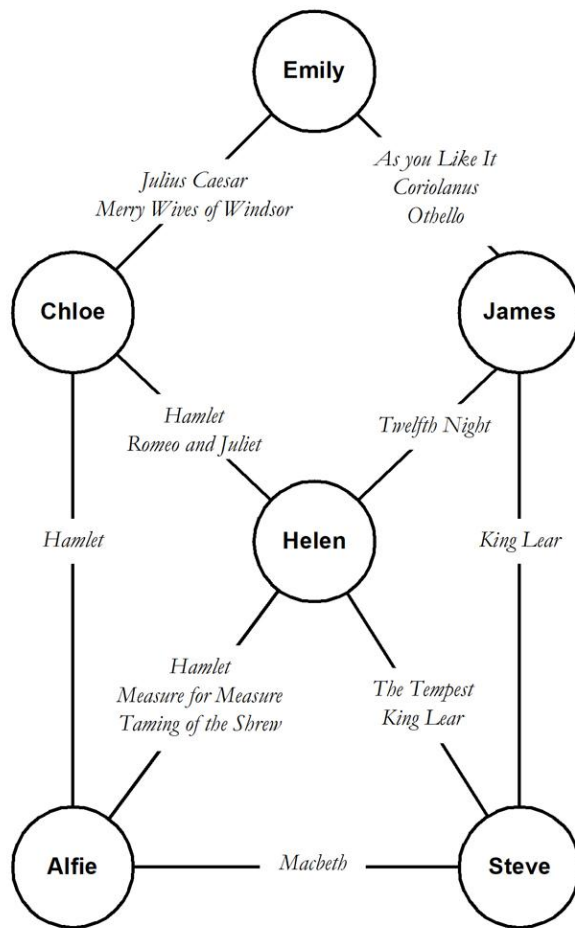 Emily
As you Like It
Coriolanus
Othello
Julius Caesar
Merry Wives of Windsor
Chloe
James
Hamlet
Romeo and Juliet
Twelfth Night
Hamlet
Helen
King Lear
Hamlet
Measure for Measure
Taming of the Shrew
The Tempest
King Lear
Alfie
Macbeth
Steve